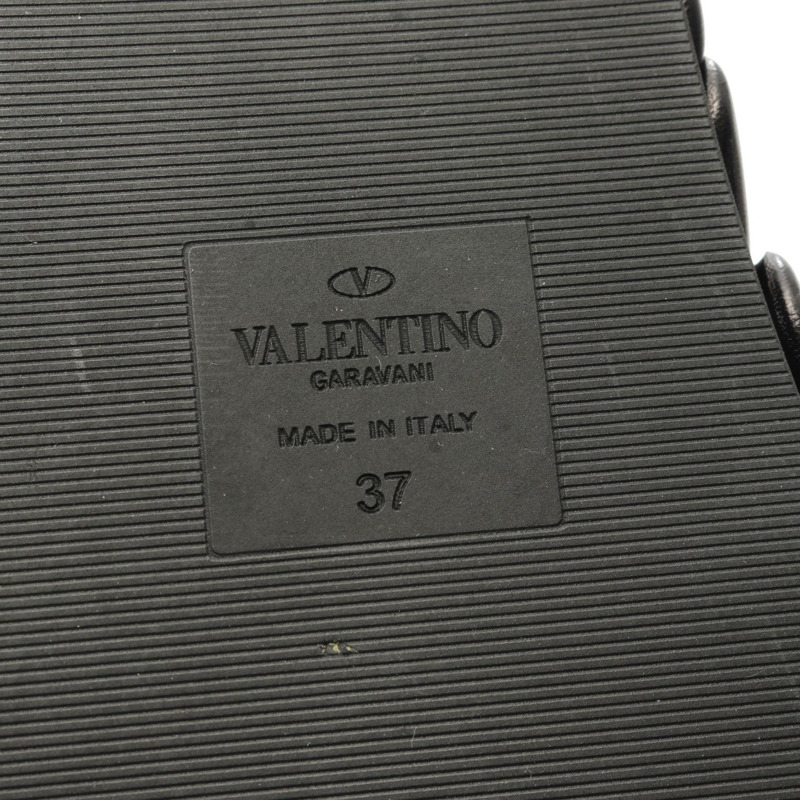 V
VALENTINO
GARAVANI
MADE IN ITALY
37